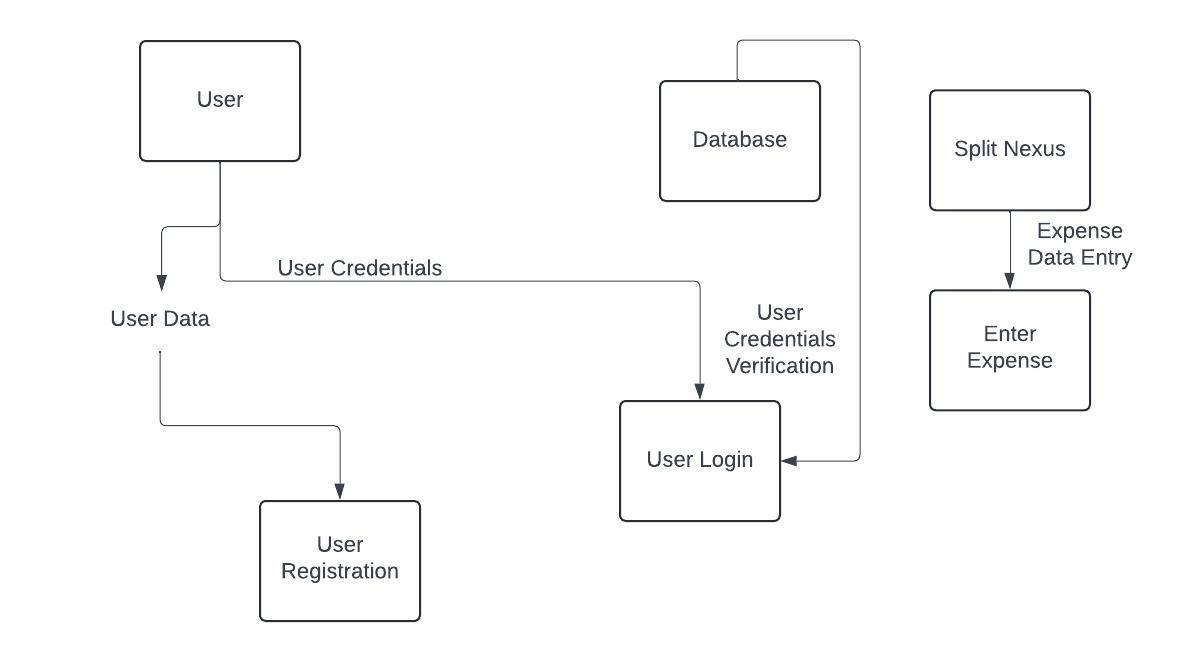 User
Database
Split Nexus
Expense
Data Entry
User Credentials
User Data
User
Credentials
Verification
Enter
Expense
User Login
User
Registration